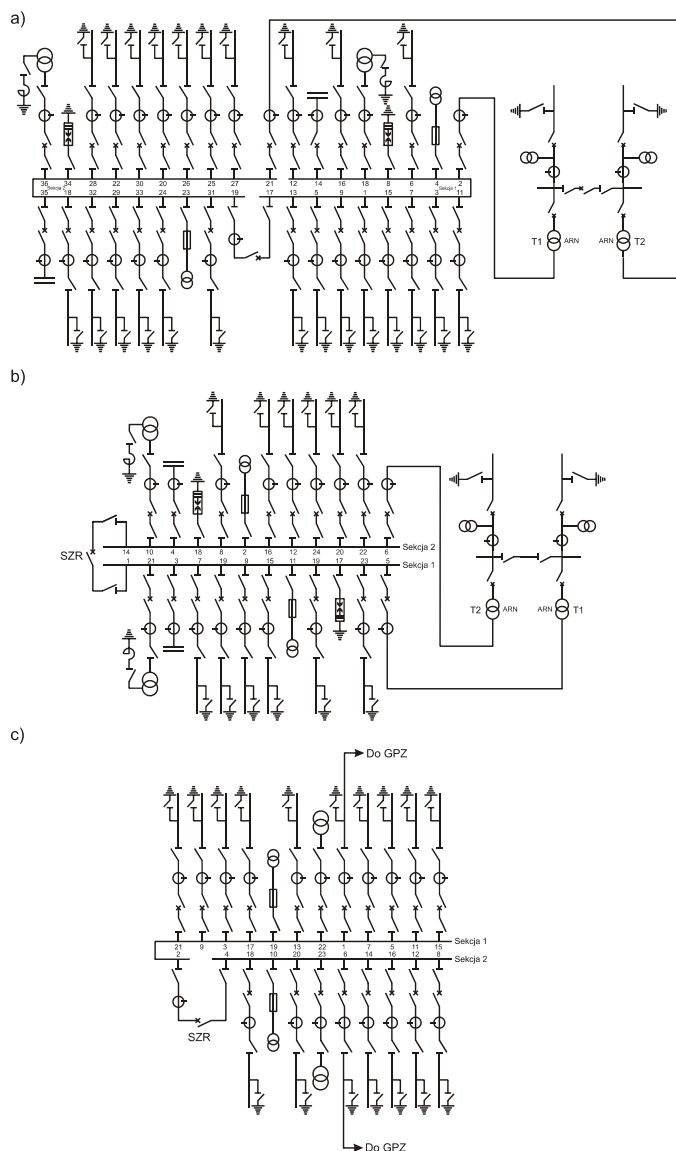 a)
36 Sekcja 2 34 28 22 30 20 26 25 27 21 12 14 16 18 8 6 4 Sekcja 1 2
35 18 32 29 33 24 23 31 19 17 13 5 9 1 15 7 3 11
T1 ARN ARN T2
b)
SZR
14 10 4 18 8 2 16 12 24 20 22 6 Sekcja 2
1 21 3 7 19 9 15 11 19 17 23 5 Sekcja 1
T2 ARN ARN T1
c)
Do GPZ
21 9 3 17 19 13 22 1 7 5 11 15 Sekcja 1
2 4 18 10 20 23 6 14 16 12 8 Sekcja 2
SZR
Do GPZ